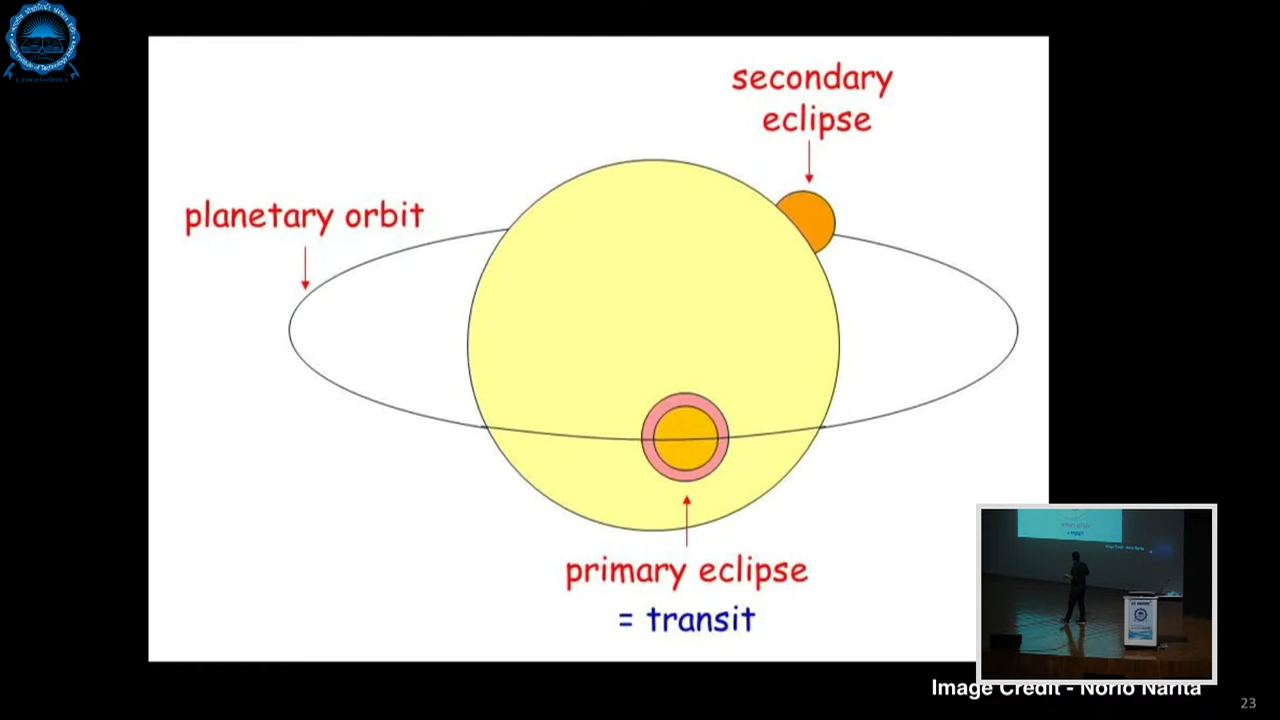 secondary
eclipse
planetary orbit
primary eclipse
= transit
Image Credit - Norio Narita
23